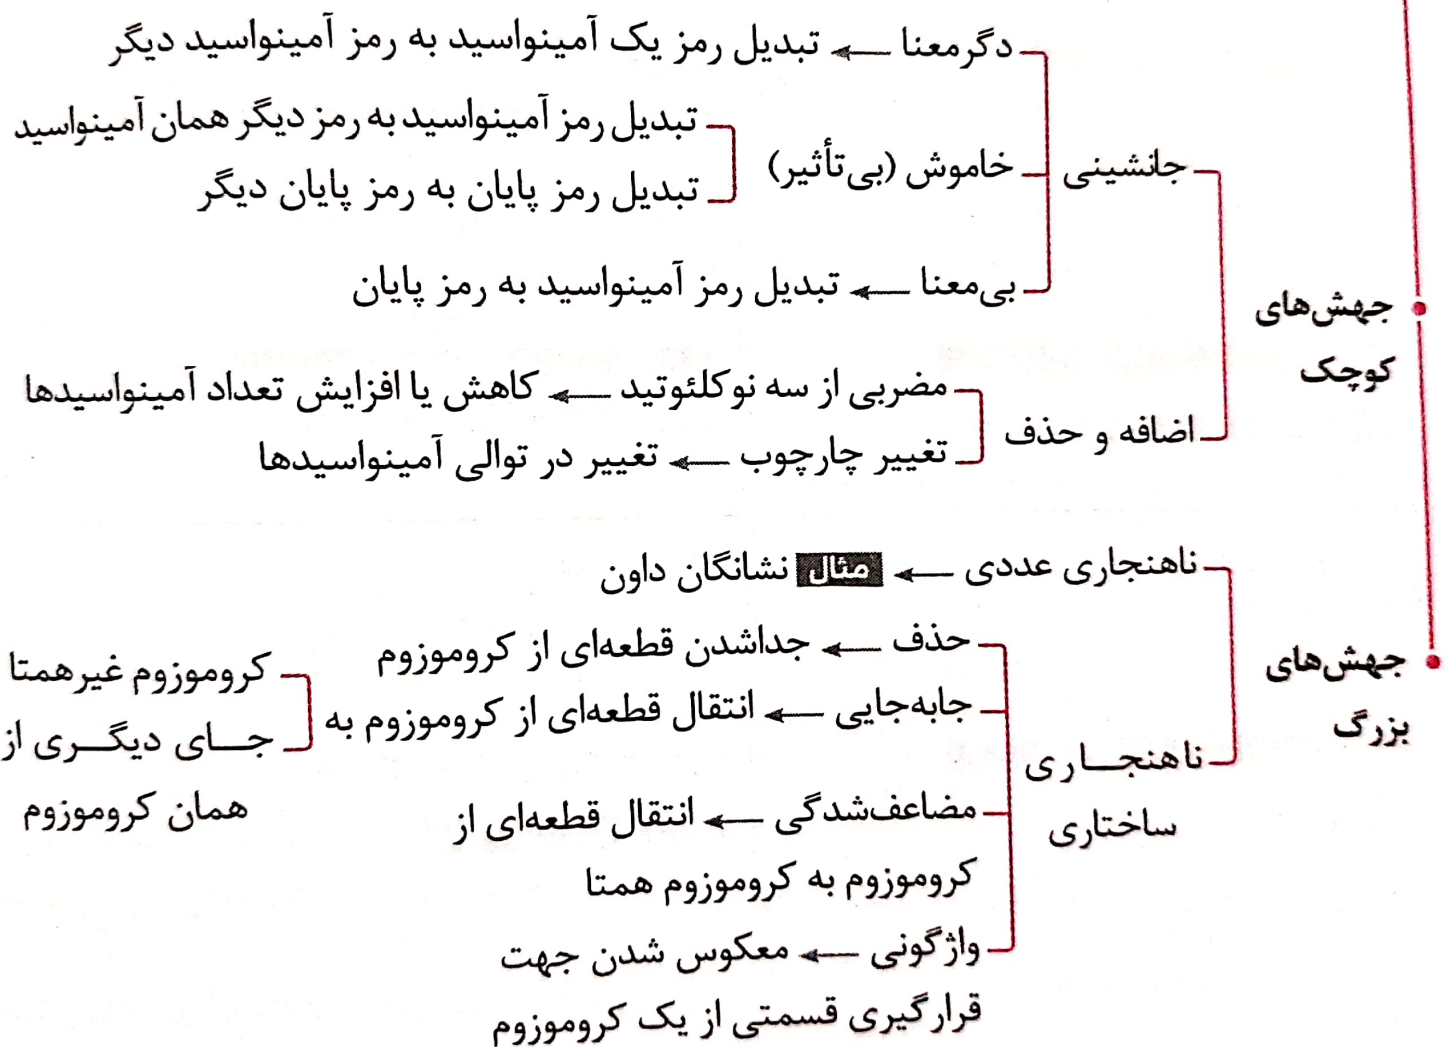 دگرمعنا ← تبدیل رمز یک آمینواسید به رمز آمینواسید دیگر
تبدیل رمز آمینواسید به رمز دیگر همان آمینواسید
جانشینی
خاموش (بی‌تأثیر)
تبدیل رمز پایان به رمز پایان دیگر
بی‌معنا ← تبدیل رمز آمینواسید به رمز پایان
جهش‌های
کوچک
مضربی از سه نوکلئوتید ← کاهش یا افزایش تعداد آمینواسیدها
اضافه و حذف
تغییر چارچوب ← تغییر در توالی آمینواسیدها
ناهنجاری عددی ← مثال نشانگان داون
حذف ← جداشدن قطعه‌ای از کروموزوم
جهش‌های
بزرگ
جابه‌جایی ← انتقال قطعه‌ای از کروموزوم به
کروموزوم غیرهمتا
جــای دیگــری از
همان کروموزوم
ناهنجــاری
ساختاری
مضاعف‌شدگی ← انتقال قطعه‌ای از
کروموزوم به کروموزوم همتا
واژگونی ← معکوس شدن جهت
قرارگیری قسمتی از یک کروموزوم